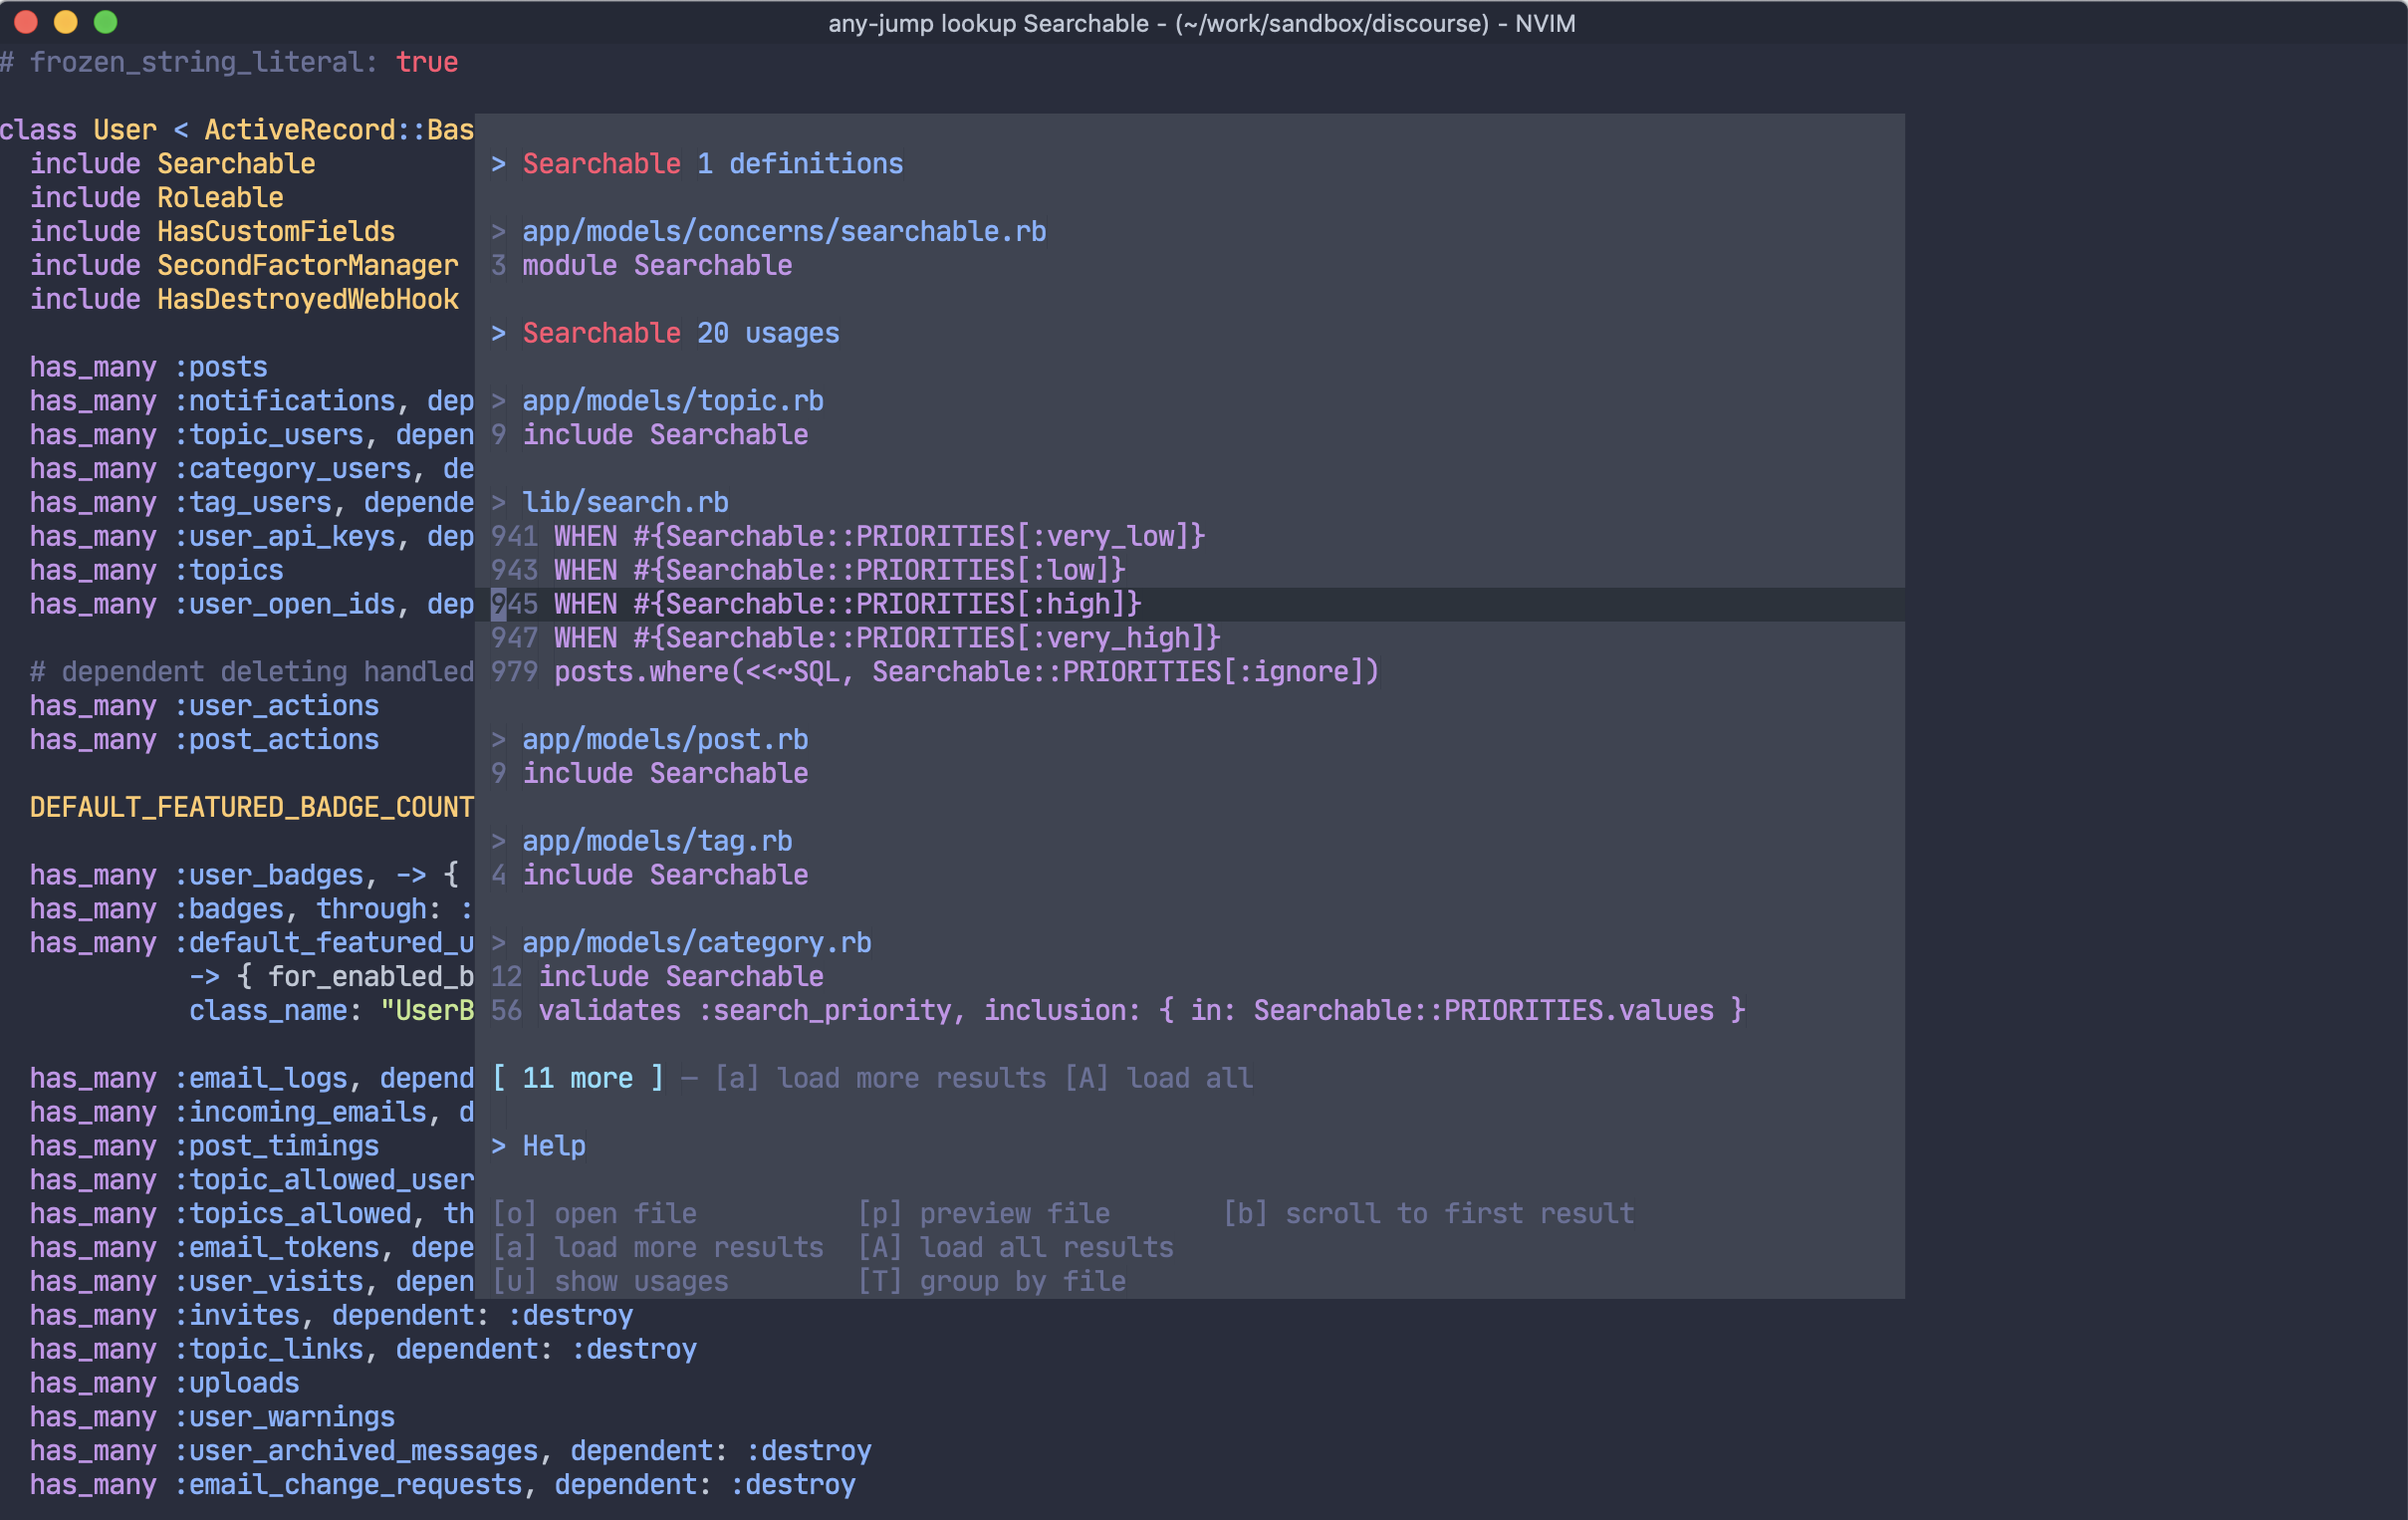 any-jump lookup Searchable - (~/work/sandbox/discourse) - NVIM
# frozen_string_literal: true
class User < ActiveRecord::Bas
include Searchable
include Roleable
include HasCustomFields
include SecondFactorManager
include HasDestroyedWebHook
has_many :posts
has_many :notifications, dep
has_many :topic_users, depen
has_many :category_users, de
has_many :tag_users, depende
has_many :user_api_keys, dep
has_many :topics
has_many :user_open_ids, dep
# dependent deleting handled
has_many :user_actions
has_many :post_actions
DEFAULT_FEATURED_BADGE_COUNT
has_many :user_badges, -> {
has_many :badges, through: :
has_many :default_featured_u
-> { for_enabled_b
class_name: "UserB
has_many :email_logs, depend
has_many :incoming_emails, d
has_many :post_timings
has_many :topic_allowed_user
has_many :topics_allowed, th
has_many :email_tokens, depe
has_many :user_visits, depen
has_many :invites, dependent: :destroy
has_many :topic_links, dependent: :destroy
has_many :uploads
has_many :user_warnings
has_many :user_archived_messages, dependent: :destroy
has_many :email_change_requests, dependent: :destroy
> Searchable 1 definitions
> app/models/concerns/searchable.rb
3 module Searchable
> Searchable 20 usages
> app/models/topic.rb
9 include Searchable
> lib/search.rb
941 WHEN #{Searchable::PRIORITIES[:very_low]}
943 WHEN #{Searchable::PRIORITIES[:low]}
945 WHEN #{Searchable::PRIORITIES[:high]}
947 WHEN #{Searchable::PRIORITIES[:very_high]}
979 posts.where(<<~SQL, Searchable::PRIORITIES[:ignore])
> app/models/post.rb
9 include Searchable
> app/models/tag.rb
4 include Searchable
> app/models/category.rb
12 include Searchable
56 validates :search_priority, inclusion: { in: Searchable::PRIORITIES.values }
[ 11 more ] — [a] load more results [A] load all
> Help
[o] open file [p] preview file [b] scroll to first result
[a] load more results [A] load all results
[u] show usages [T] group by file